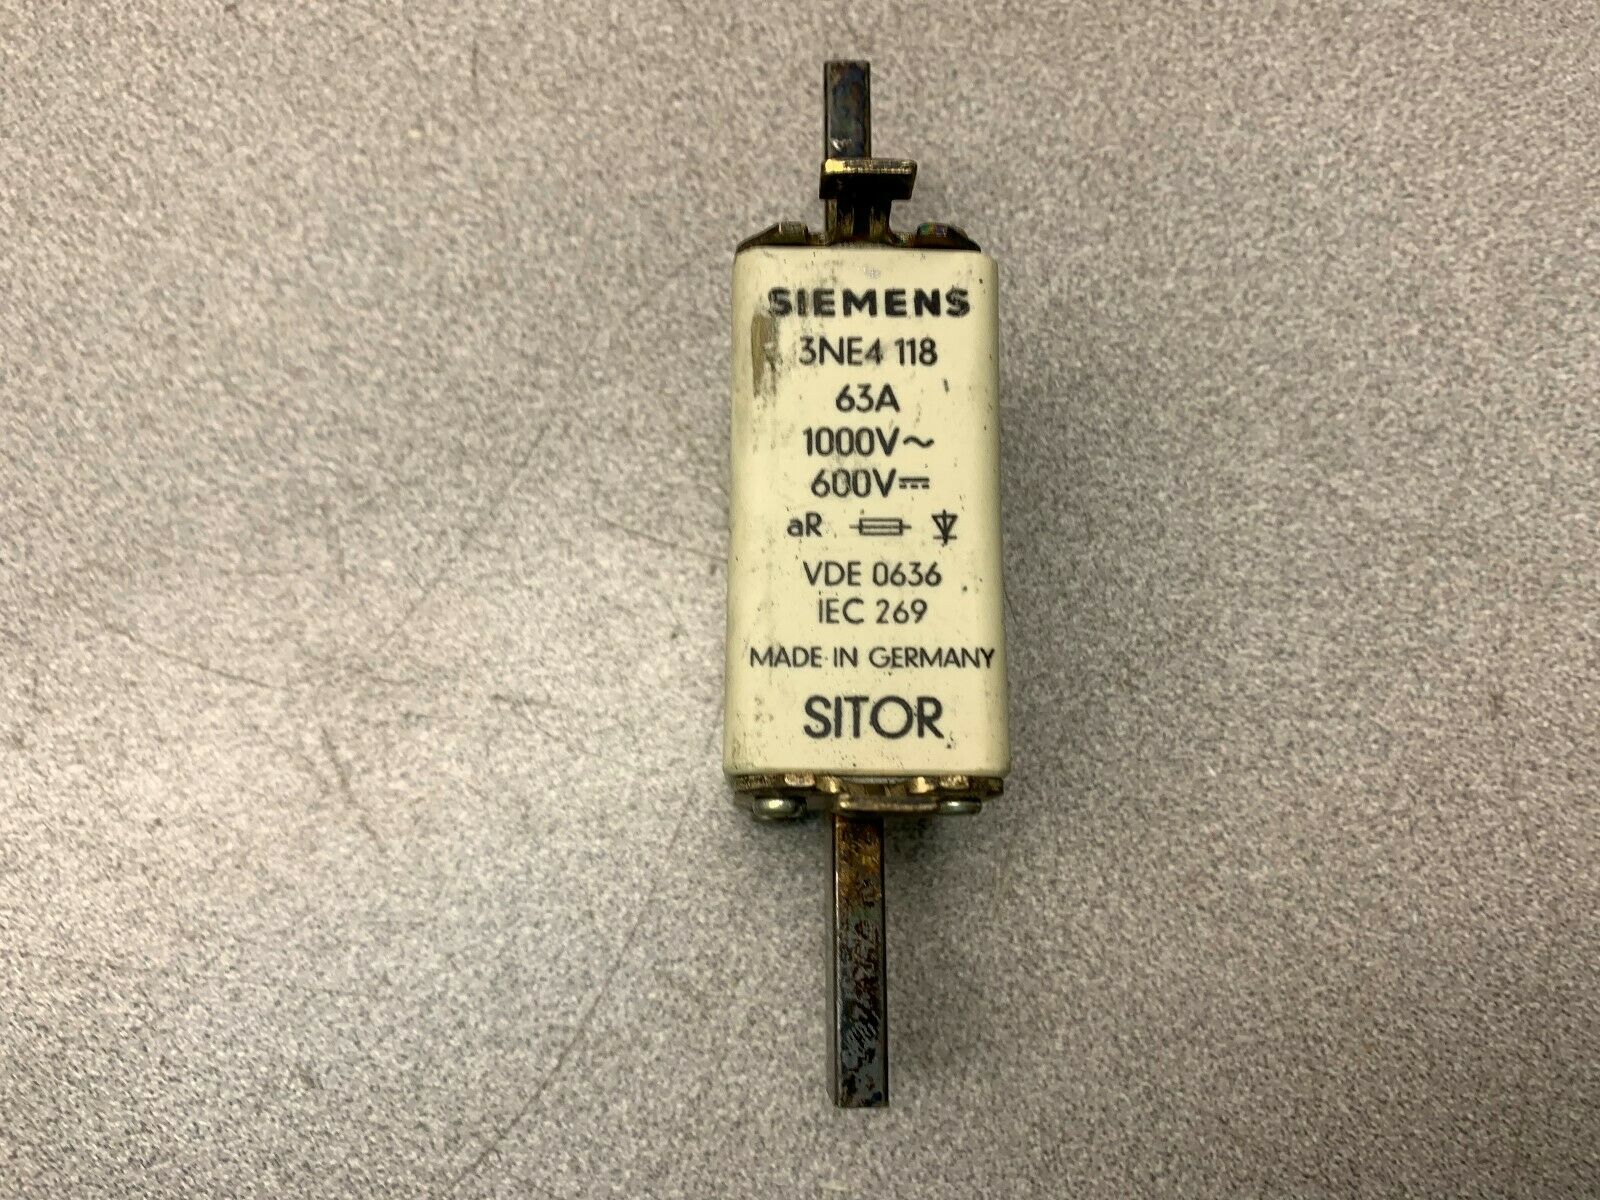 SIEMENS
3NE4 118
63A
1000V~
600V⎓
aR
VDE 0636
IEC 269
MADE IN GERMANY
SITOR